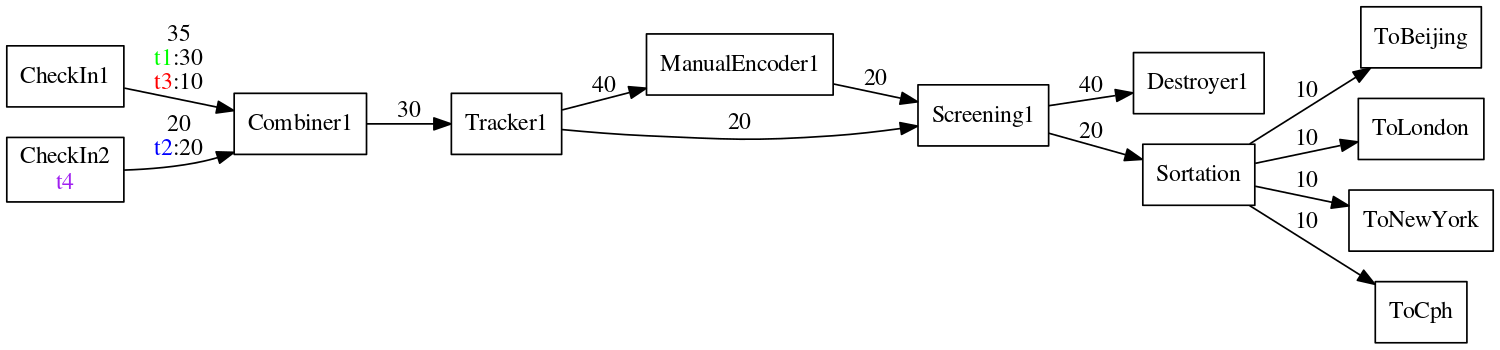 CheckIn1
35
t1:30
t3:10
CheckIn2
t4
20
t2:20
Combiner1
30
Tracker1
40
20
ManualEncoder1
20
Screening1
40
20
Destroyer1
Sortation
10
10
10
10
ToBeijing
ToLondon
ToNewYork
ToCph